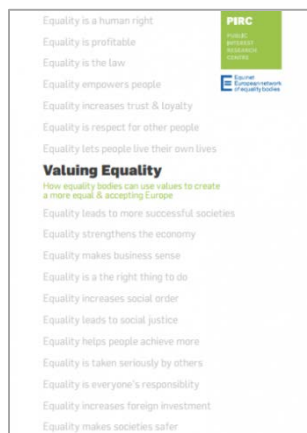 Equality is a human right
Equality is profitable
Equality is the law
Equality empowers people
Equality increases trust & loyalty
Equality is respect for other people
Equality lets people live their own lives
PIRC
PUBLIC
INTEREST
RESEARCH
CENTRE
Equinet
European network
of equality bodies
Valuing Equality
How equality bodies can use values to create
a more equal & accepting Europe
Equality leads to more successful societies
Equality strengthens the economy
Equality makes business sense
Equality is a the right thing to do
Equality increases social order
Equality leads to social justice
Equality helps people achieve more
Equality is taken seriously by others
Equality is everyone's responsiblity
Equality increases foreign investment
Equality makes societies safer